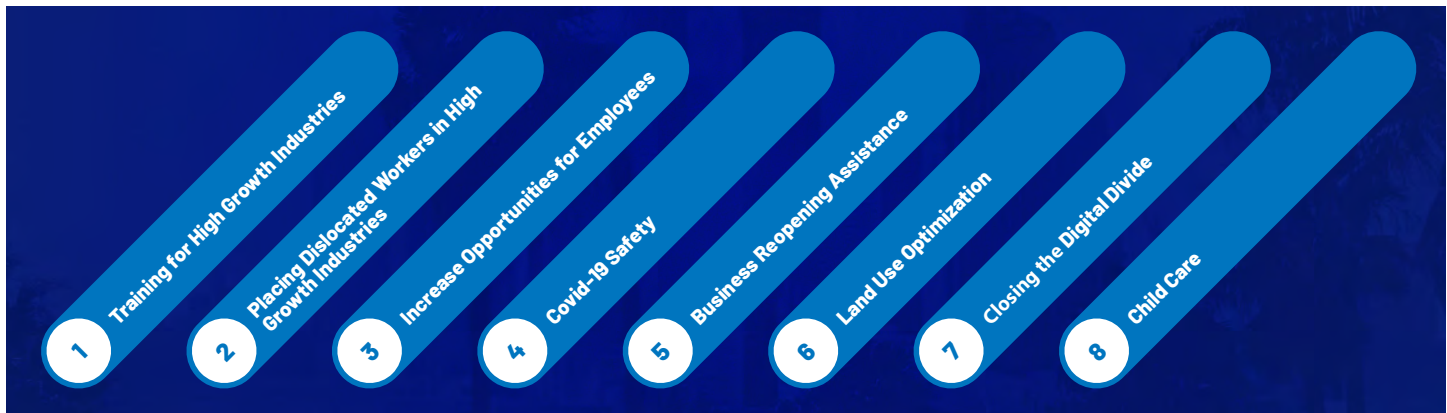 1
Training for High Growth Industries
2
Placing Dislocated Workers in High
Growth Industries
3
Increase Opportunities for Employees
4
Covid-19 Safety
5
Business Reopening Assistance
6
Land Use Optimization
7
Closing the Digital Divide
8
Child Care